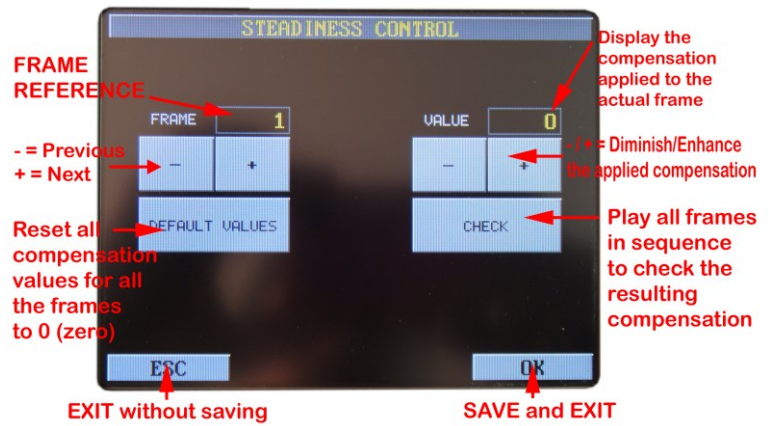 STEADINESS CONTROL
Display the
compensation
applied to the
actual frame
FRAME
REFERENCE
FRAME 1
VALUE 0
- = Previous
+ = Next
- +
- +
- / + = Diminish/Enhance
the applied compensation
DEFAULT VALUES
CHECK
Reset all
compensation
values for all
the frames
to 0 (zero)
Play all frames
in sequence
to check the
resulting
compensation
ESC
OK
EXIT without saving
SAVE and EXIT